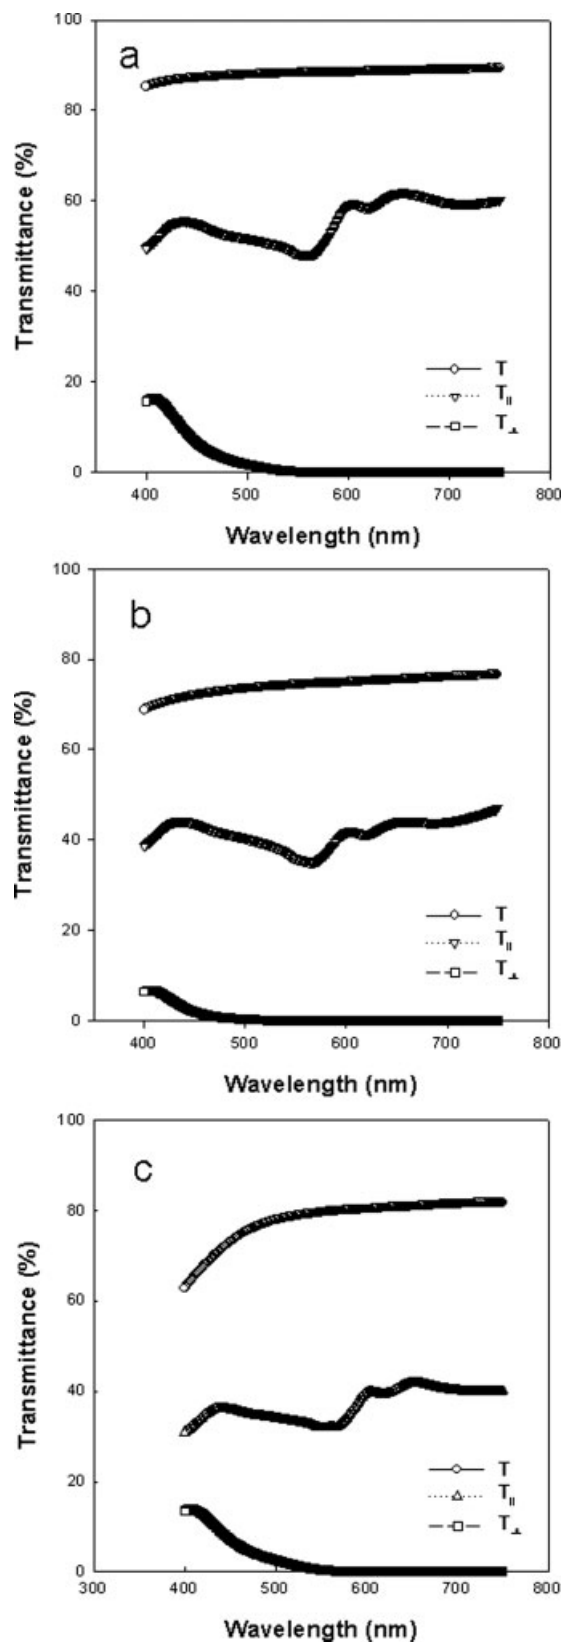 a
100
80
60
40
20
0
Transmittance (%)
T
T||
T⊥
400 500 600 700 800
Wavelength (nm)
b
100
80
60
40
20
0
Transmittance (%)
T
T||
T⊥
400 500 600 700 800
Wavelength (nm)
c
100
80
60
40
20
0
Transmittance (%)
T
T||
T⊥
300 400 500 600 700 800
Wavelength (nm)